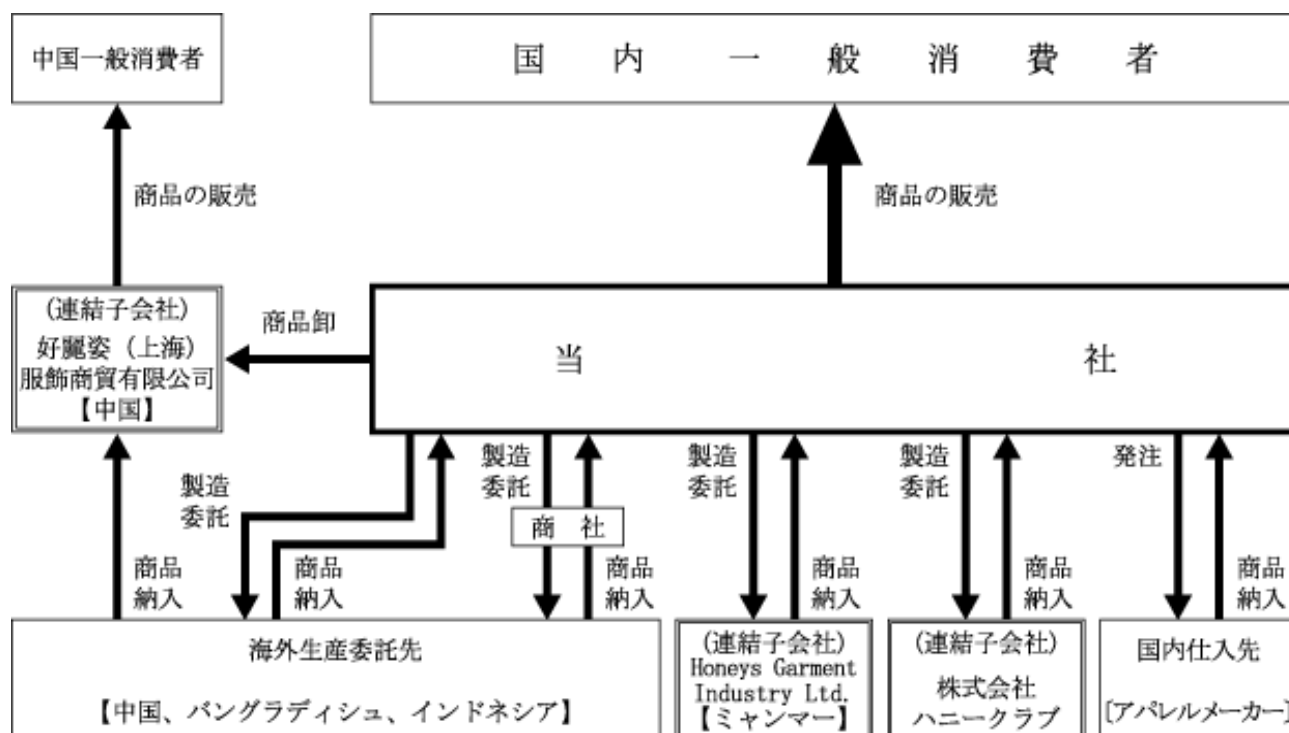 中国一般消費者
国内一般消費者
商品の販売
商品の販売
(連結子会社)
好麗姿（上海）
服飾商貿有限公司
【中国】
商品卸
当社
製造
委託
商品
納入
商品
納入
製造
委託
商社
商品
納入
製造
委託
商品
納入
製造
委託
商品
納入
発注
商品
納入
海外生産委託先
【中国、バングラディシュ、インドネシア】
(連結子会社)
Honeys Garment
Industry Ltd.
【ミャンマー】
(連結子会社)
株式会社
ハニークラブ
国内仕入先
〔アパレルメーカー〕